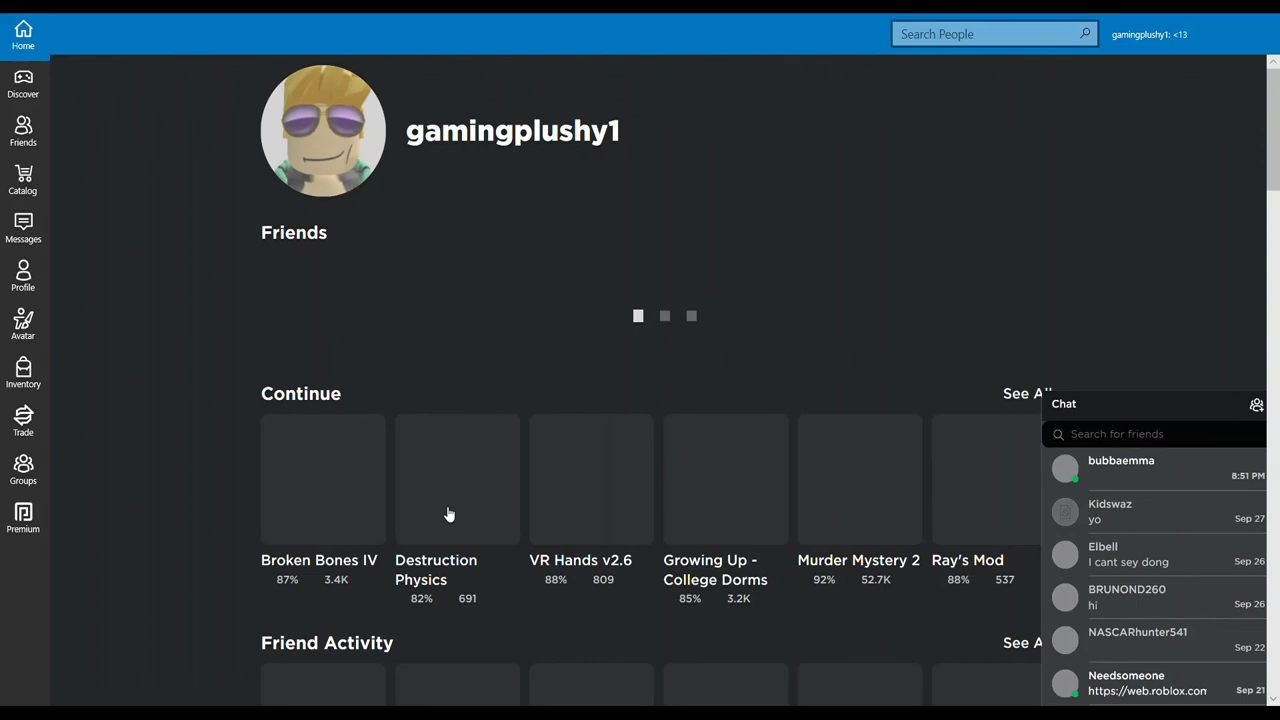 Home
Search People
gamingplushy1: <13
Discover
Friends
Catalog
Messages
Profile
Avatar
Inventory
Trade
Groups
Premium
gamingplushy1
Friends
Continue
See All
Broken Bones IV
87% 3.4K
Destruction
Physics
82% 691
VR Hands v2.6
88% 809
Growing Up -
College Dorms
85% 3.2K
Murder Mystery 2
92% 52.7K
Ray's Mod
88% 537
Friend Activity
See A
Chat
Search for friends
bubbaemma
8:51 PM
Kidswaz
yo
Sep 27
Elbell
I cant sey dong
Sep 26
BRUNOND260
hi
Sep 26
NASCARhunter541
Sep 22
Needsomeone
https://web.roblox.con
Sep 21